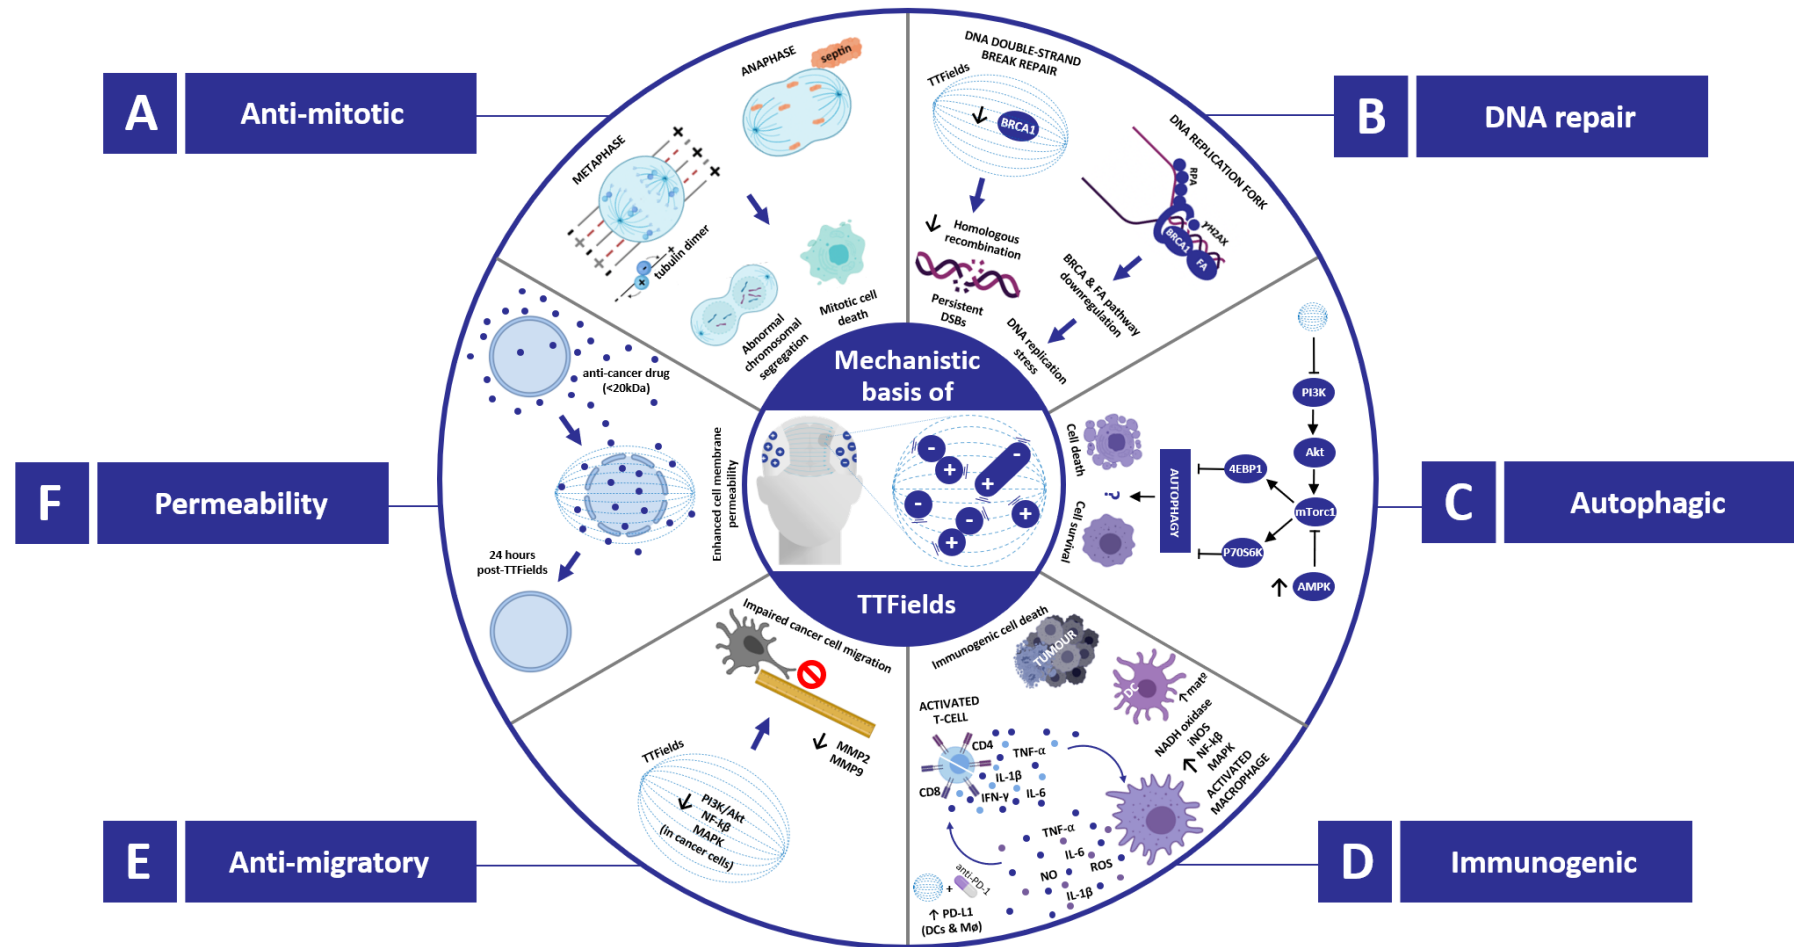 A
Anti-mitotic
METAPHASE
ANAPHASE
septin
+
+
+
-
+
-
+
-
+
-
+
tubulin dimer
-
+
-
Abnormal
chromosomal
segregation
Mitotic cell
death
B
DNA repair
DNA DOUBLE-STRAND
BREAK REPAIR
TTFields
↓
BRCA1
↓
Homologous
recombination
Persistent
DSBs
DNA REPLICATION FORK
RPA
γH2AX
BRCA1
FA
BRCA & FA pathway
downregulation
DNA replication
stress
C
Autophagic
PI3K
Akt
mTorc1
4EBP1
P70S6K
↑
AMPK
AUTOPHAGY
?
Cell death
Cell survival
D
Immunogenic
Immunogenic cell death
TUMOUR
DC
↑matº
NADH oxidase
iNOS
↑ NF-kβ
MAPK
ACTIVATED
MACROPHAGE
ACTIVATED
T-CELL
CD4
CD8
TNF-α
IL-1β
IFN-γ
IL-6
TNF-α
IL-6
ROS
NO
IL-1β
anti-PD-1
+
↑ PD-L1
(DCs & Mø)
E
Anti-migratory
Impaired cancer cell migration
↓ MMP2
MMP9
TTFields
↓ PI3K/Akt
NF-kβ
MAPK
(in cancer cells)
F
Permeability
anti-cancer drug
(<20kDa)
24 hours
post-TTFields
Enhanced cell membrane
permeability
Mechanistic
basis of
TTFields
-
+
-
+
-
-
+
+